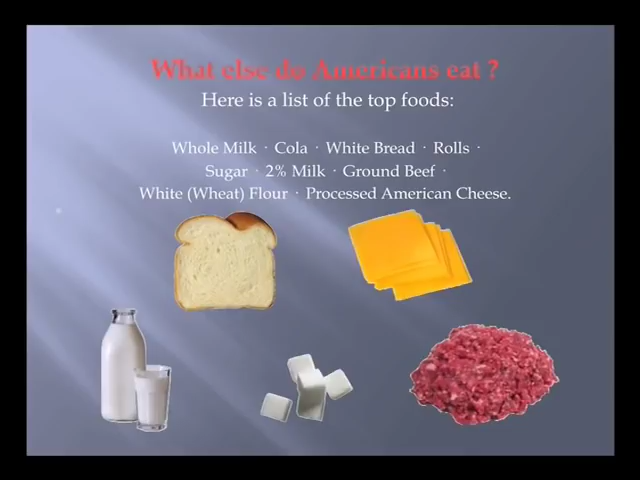 What else do Americans eat ?
Here is a list of the top foods:
Whole Milk · Cola · White Bread · Rolls ·
Sugar · 2% Milk · Ground Beef ·
White (Wheat) Flour · Processed American Cheese.